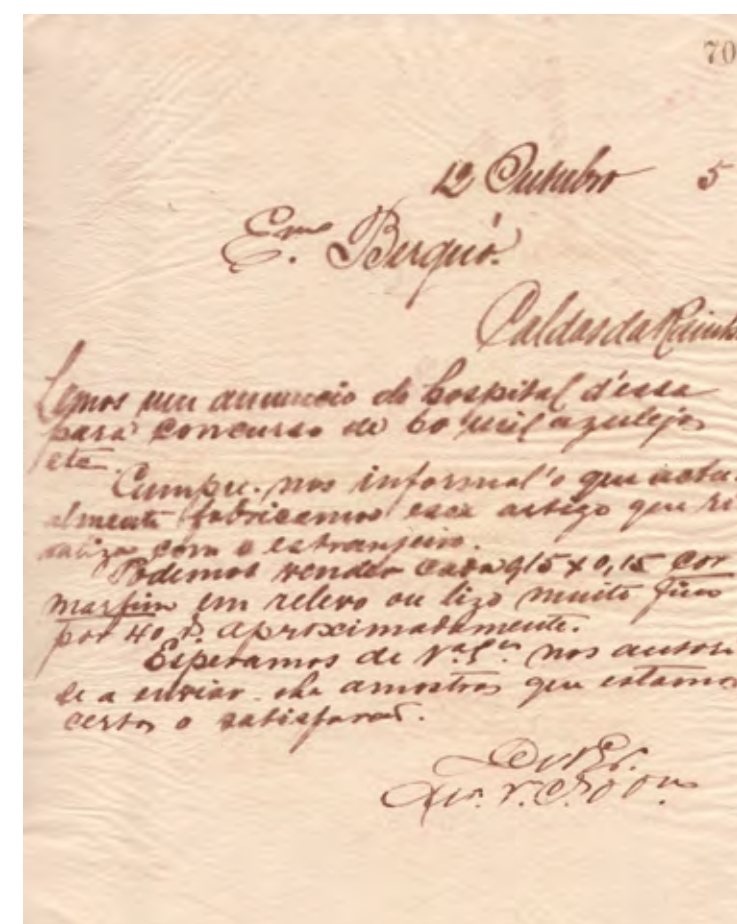 70
12 Outubro 5
Exmo Berquó.
Caldas da Rainha
Lemos um annuncio do hospital d'essa
para concurso de 60 mil azulejos
etc.
Cumpre-nos informal'o que actu-
almente fabricamos esse artigo que ri-
valiza com o estranjeiro.
Podemos vender cada 0,15 x 0,15 cor
marfim em relevo ou lizo muito fino
por 40 rs. aproximadamente.
Esperamos de V.ª Ex.ª nos autori-
se a enviar-lhe amostras que estamos
certos o satisfará.